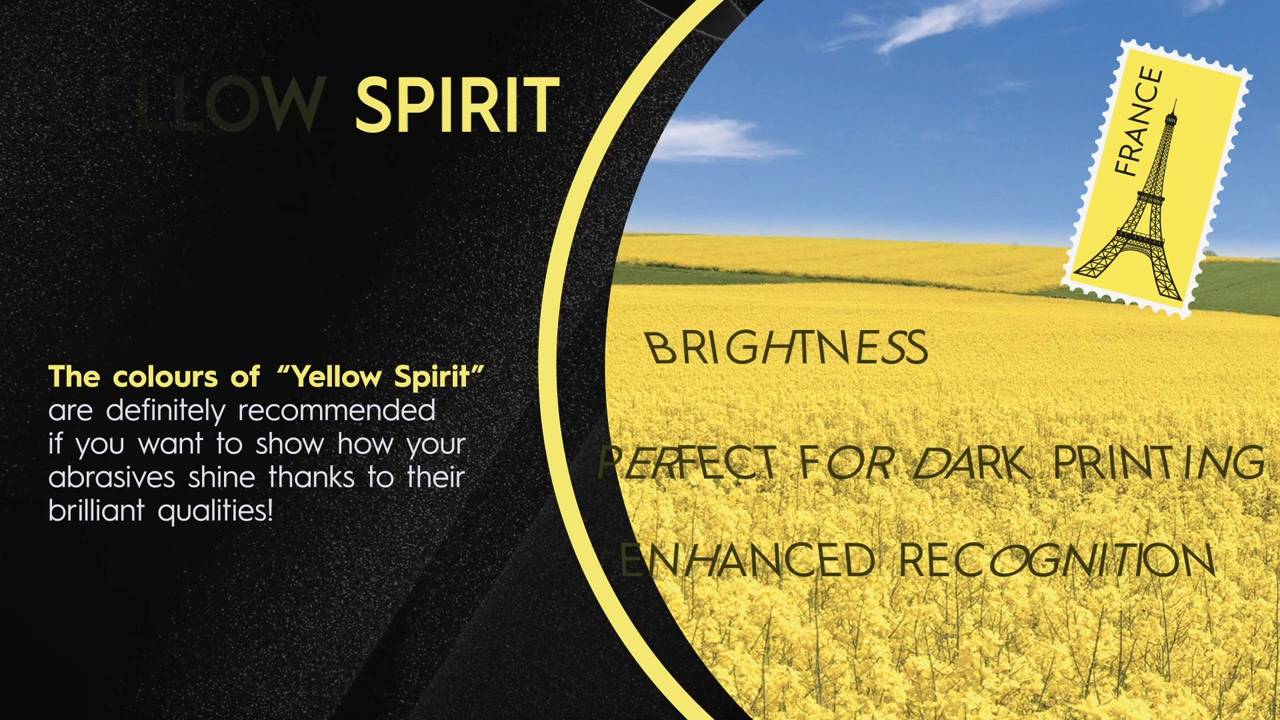 YELLOW SPIRIT
FRANCE
The colours of “Yellow Spirit”
are definitely recommended
if you want to show how your
abrasives shine thanks to their
brilliant qualities!
BRIGHTNESS
PERFECT FOR DARK PRINTING
ENHANCED RECOGNITION